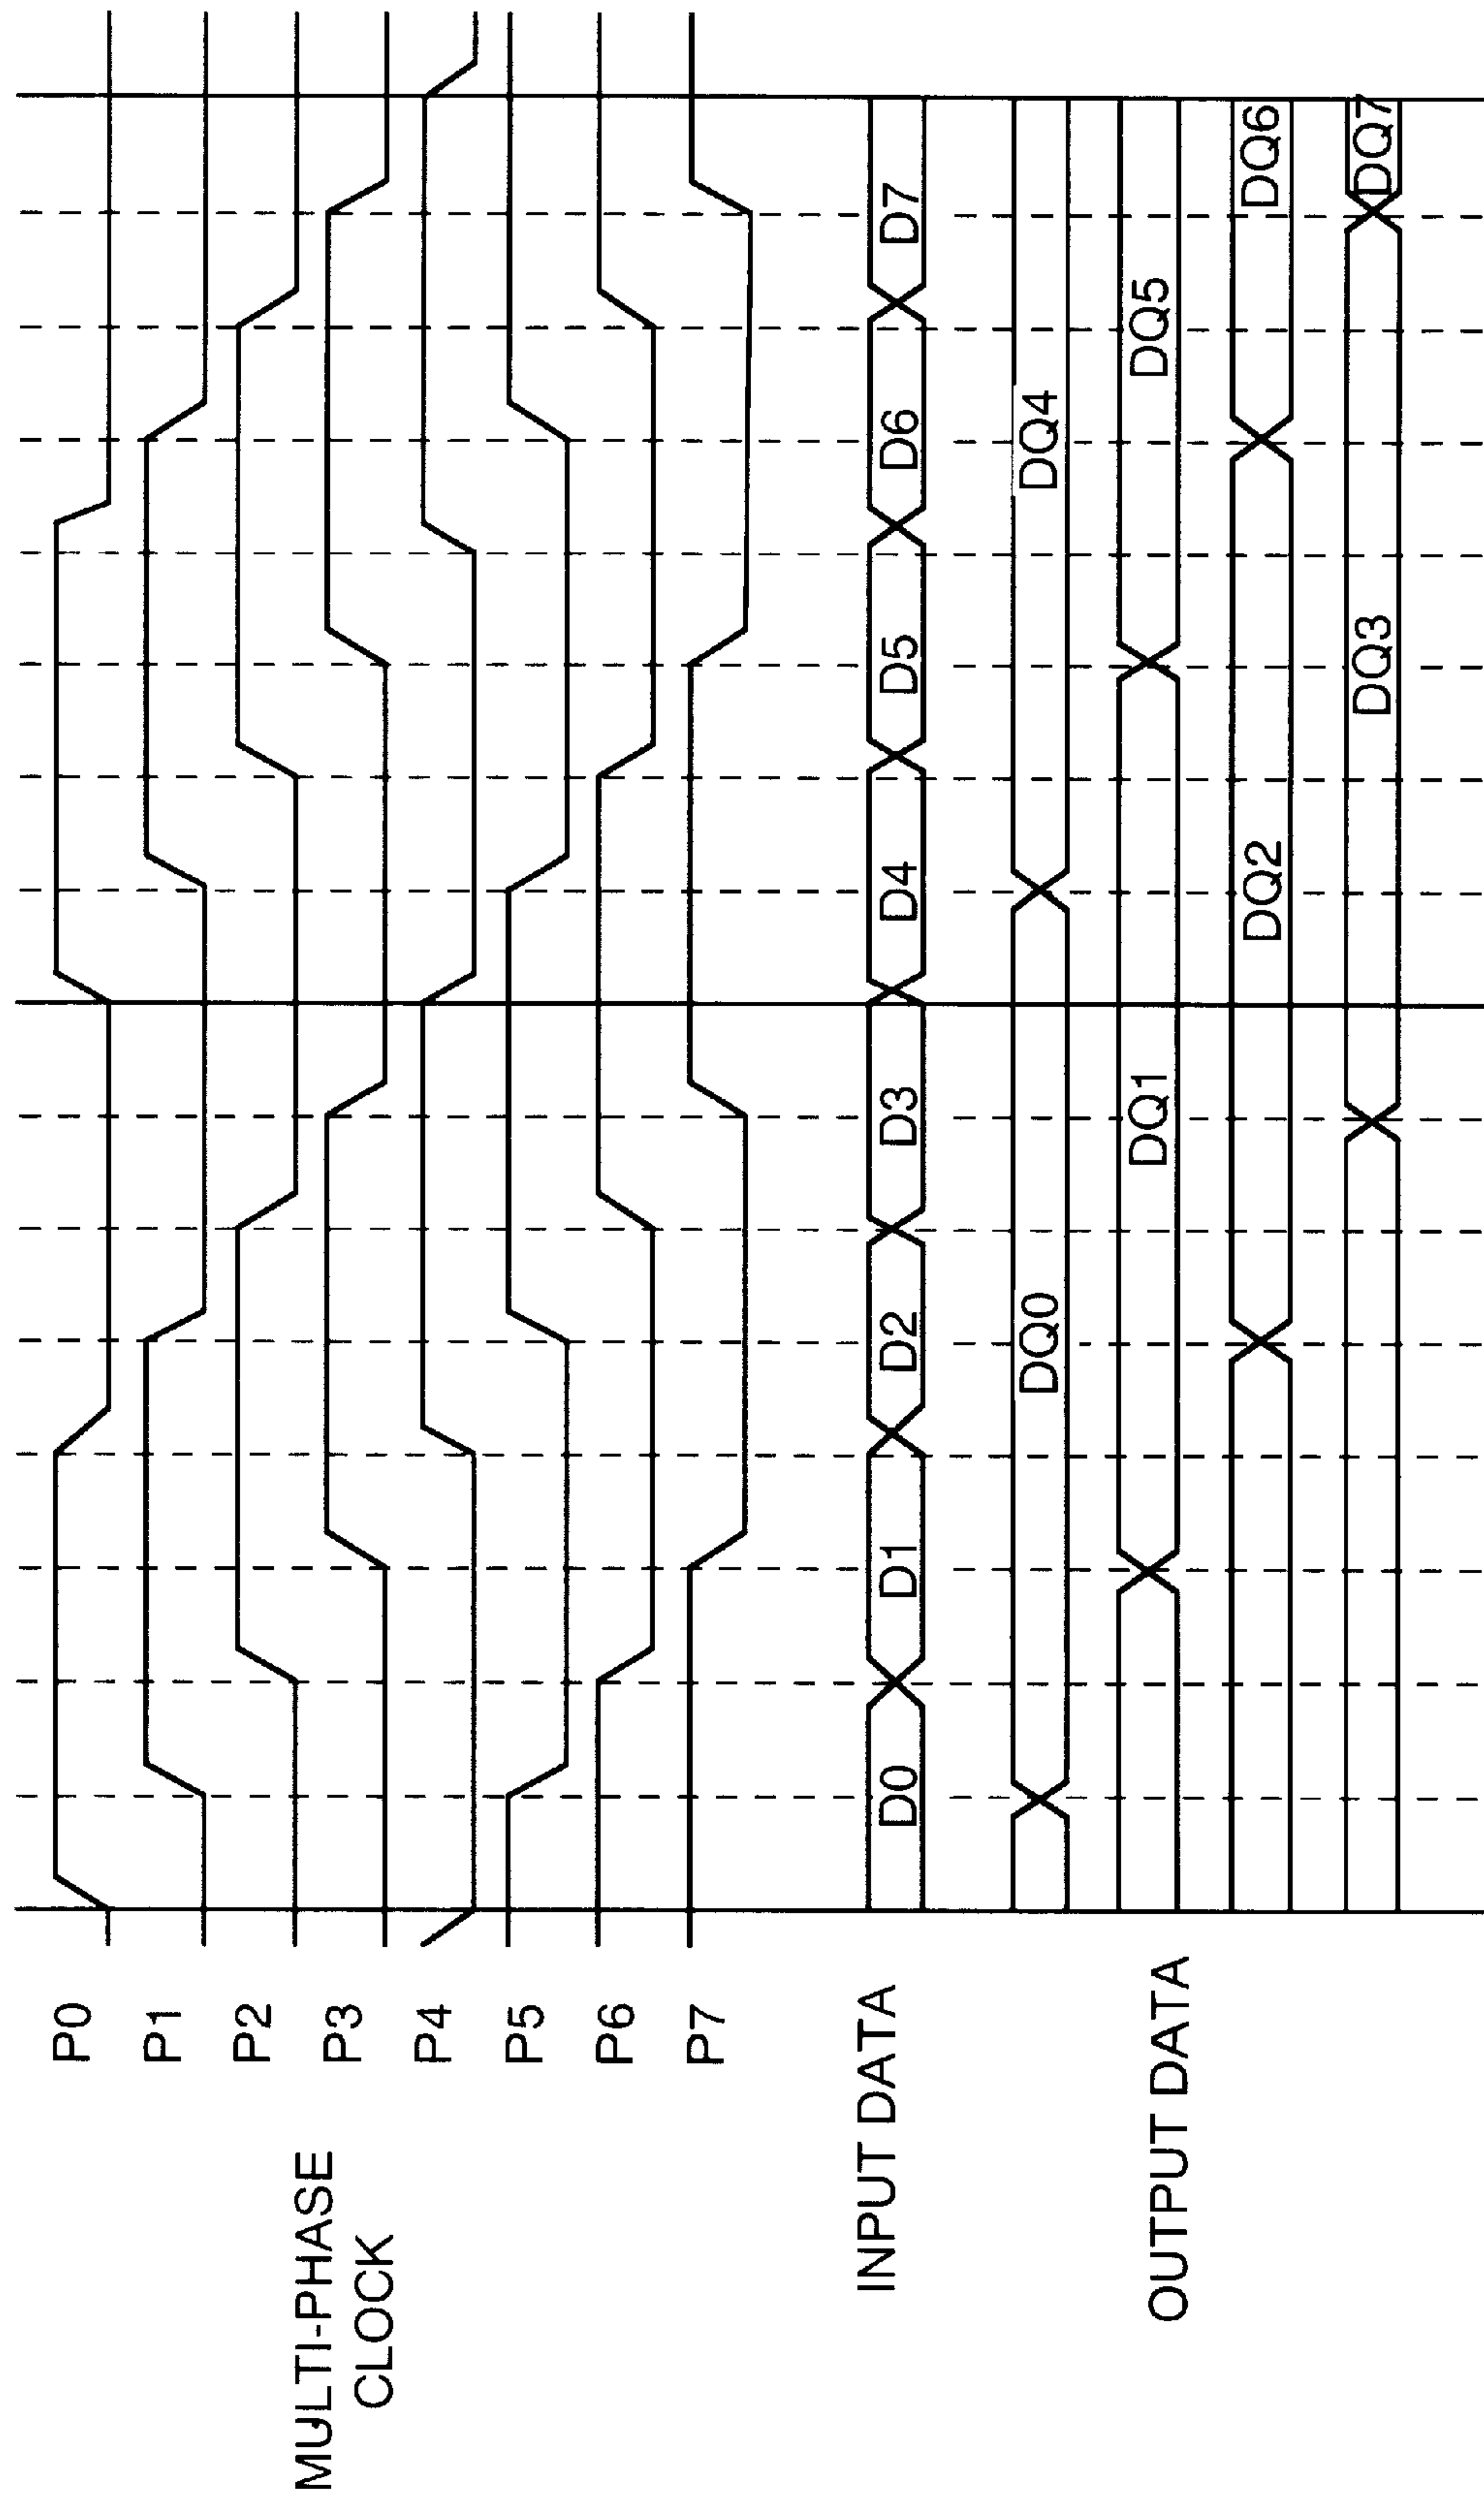 MULTI-PHASE
CLOCK
P0
P1
P2
P3
P4
P5
P6
P7
INPUT DATA
D0 D1 D2 D3 D4 D5 D6 D7
OUTPUT DATA
DQ0 DQ4
DQ1 DQ5
DQ2 DQ6
DQ3 DQ7